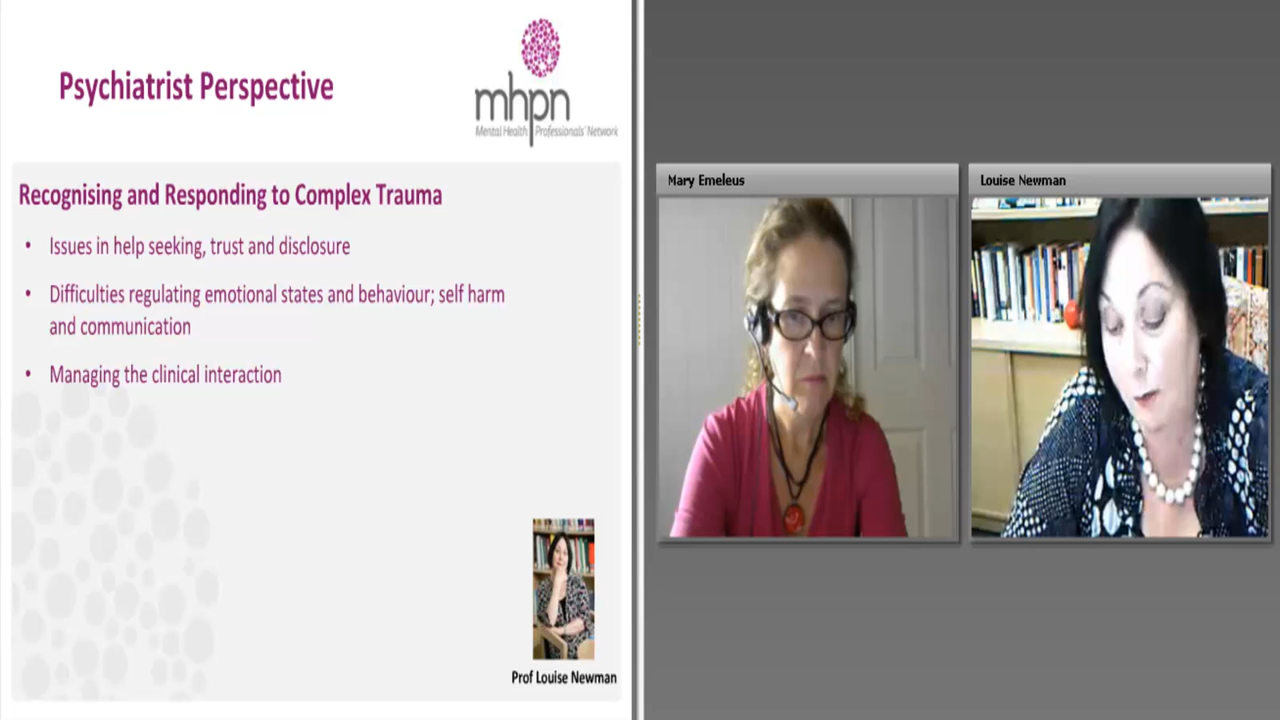 Psychiatrist Perspective
mhpn
Mental Health Professionals' Network
Recognising and Responding to Complex Trauma
• Issues in help seeking, trust and disclosure
• Difficulties regulating emotional states and behaviour; self harm
and communication
• Managing the clinical interaction
Prof Louise Newman
Mary Emeleus
Louise Newman